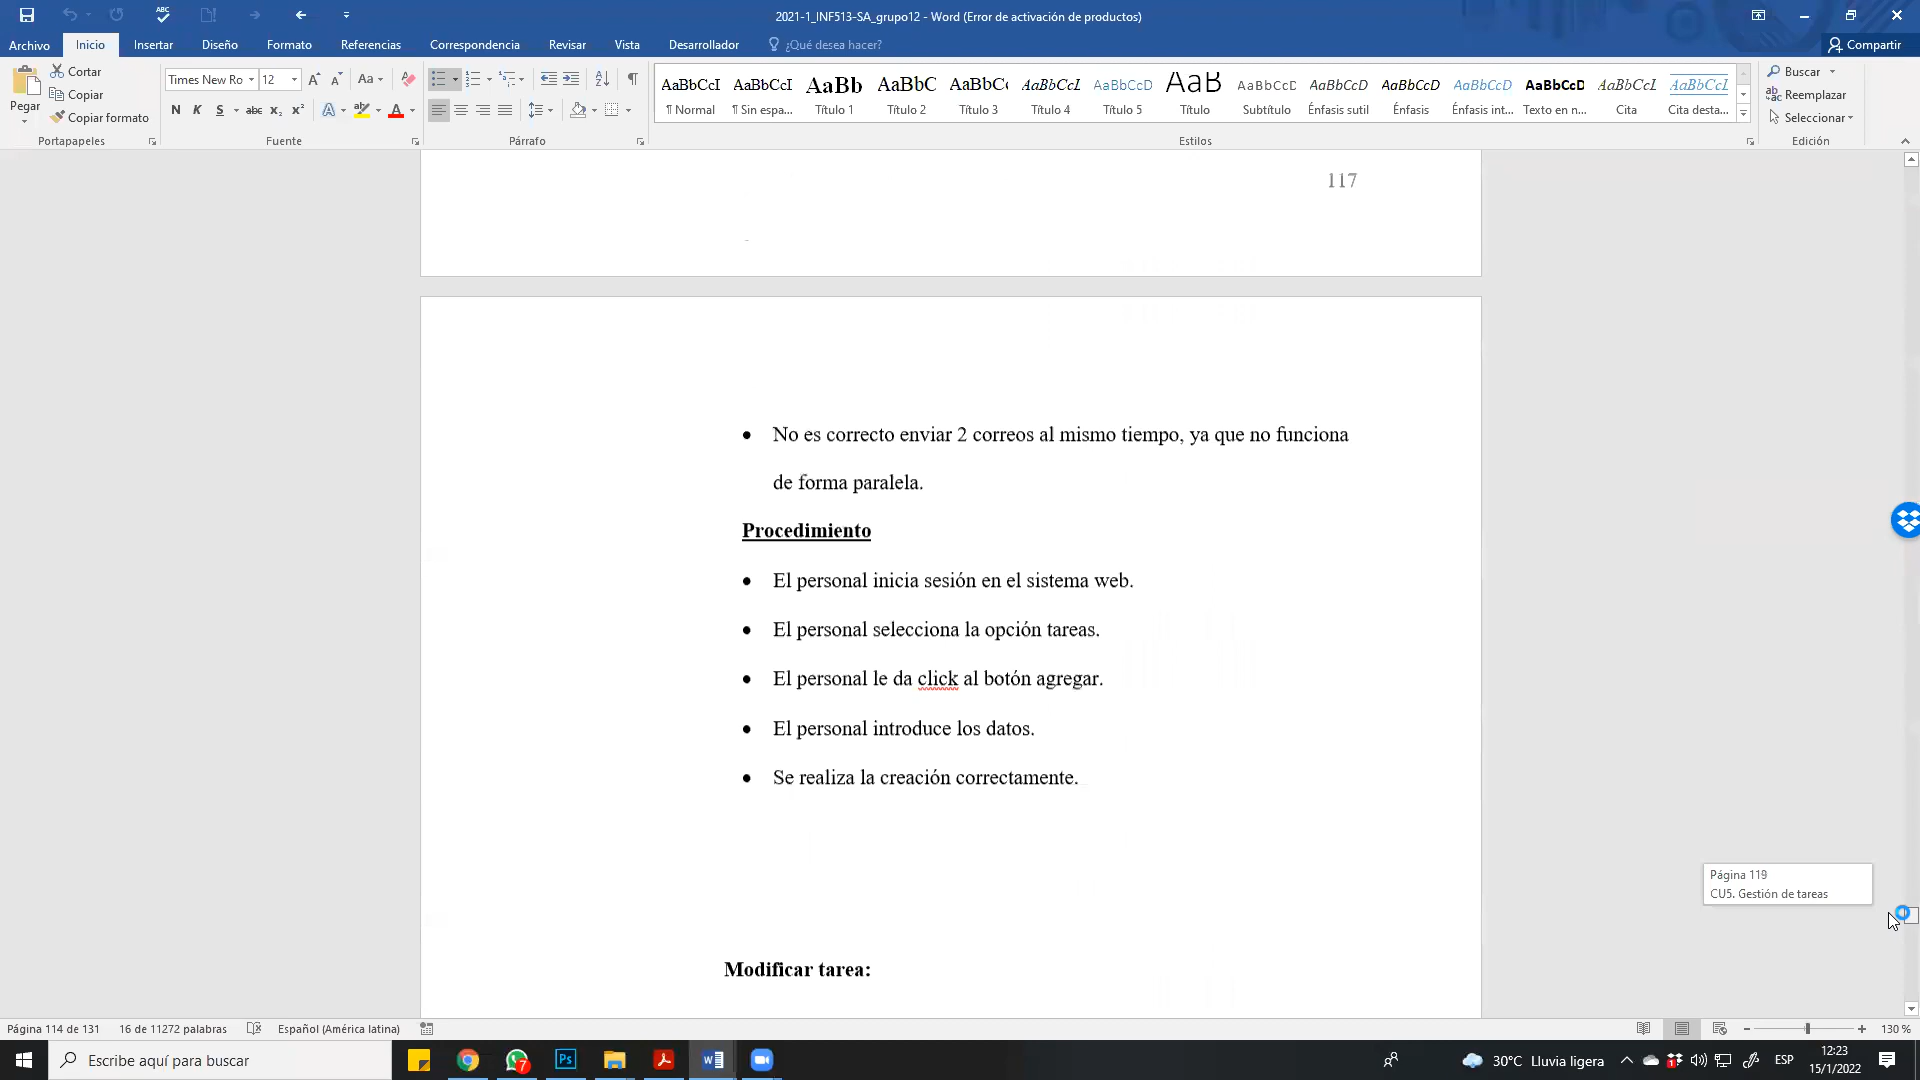 2021-1_INF513-SA_grupo12 - Word (Error de activación de productos)
Archivo Inicio Insertar Diseño Formato Referencias Correspondencia Revisar Vista Desarrollador ¿Qué desea hacer? Compartir
Pegar
Cortar
Copiar
Copiar formato
Portapapeles
Times New Ro 12
N K S abc x₂ x²
Fuente
Párrafo
AaBbCcI AaBbCcI AaBb AaBbC AaBbC AaBbCcI AaBbCcD AaB AaBbCcD AaBbCcD AaBbCcD AaBbCcD AaBbCcD AaBbCcI AaBbCcI
¶ Normal ¶ Sin espa... Título 1 Título 2 Título 3 Título 4 Título 5 Título Subtítulo Énfasis sutil Énfasis Énfasis int... Texto en n... Cita Cita desta...
Estilos
Buscar
Reemplazar
Seleccionar
Edición
117
• No es correcto enviar 2 correos al mismo tiempo, ya que no funciona
de forma paralela.
Procedimiento
• El personal inicia sesión en el sistema web.
• El personal selecciona la opción tareas.
• El personal le da click al botón agregar.
• El personal introduce los datos.
• Se realiza la creación correctamente.
Página 119
CU5. Gestión de tareas
Modificar tarea:
Página 114 de 131 16 de 11272 palabras Español (América latina) 130 %
Escribe aquí para buscar
7
30°C Lluvia ligera
ESP
12:23
15/1/2022